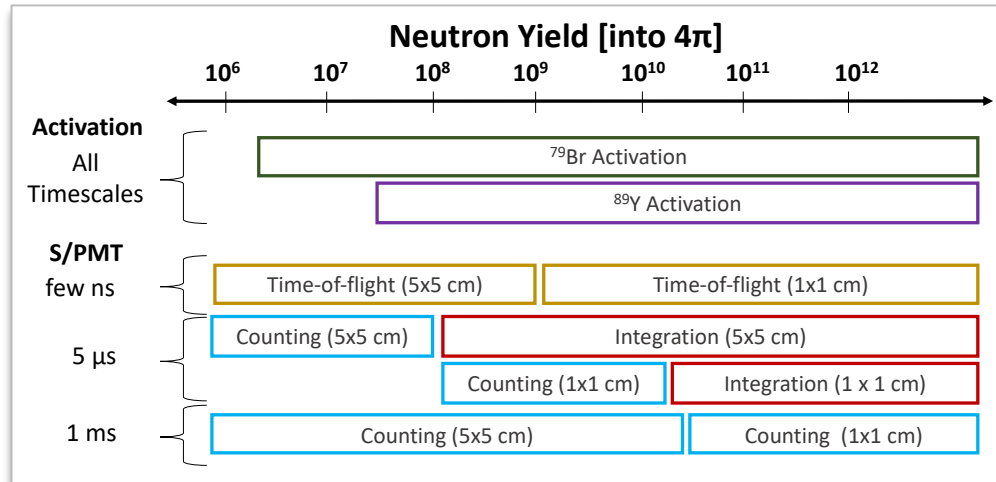 Neutron Yield [into 4π]
10⁶ 10⁷ 10⁸ 10⁹ 10¹⁰ 10¹¹ 10¹²
Activation
All
Timescales
⁷⁹Br Activation
⁸⁹Y Activation
S/PMT
few ns
Time-of-flight (5x5 cm) Time-of-flight (1x1 cm)
5 μs
Counting (5x5 cm) Integration (5x5 cm)
Counting (1x1 cm) Integration (1 x 1 cm)
1 ms
Counting (5x5 cm) Counting (1x1 cm)